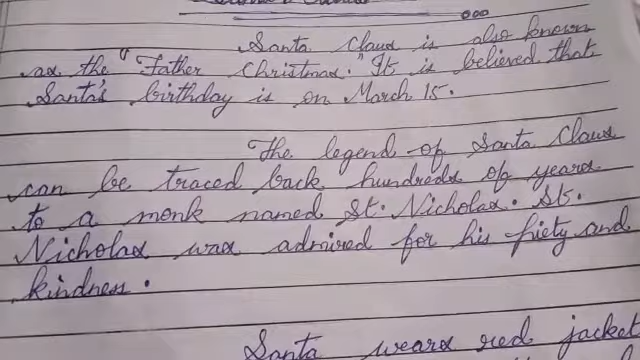 Santa Claus is also known
as the "Father Christmas." It is believed that
Santa's birthday is on March 15.
The legend of Santa Claus
can be traced back hundreds of years
to a monk named St. Nicholas. St.
Nicholas was admired for his piety and
kindness.
Santa wears red jacket